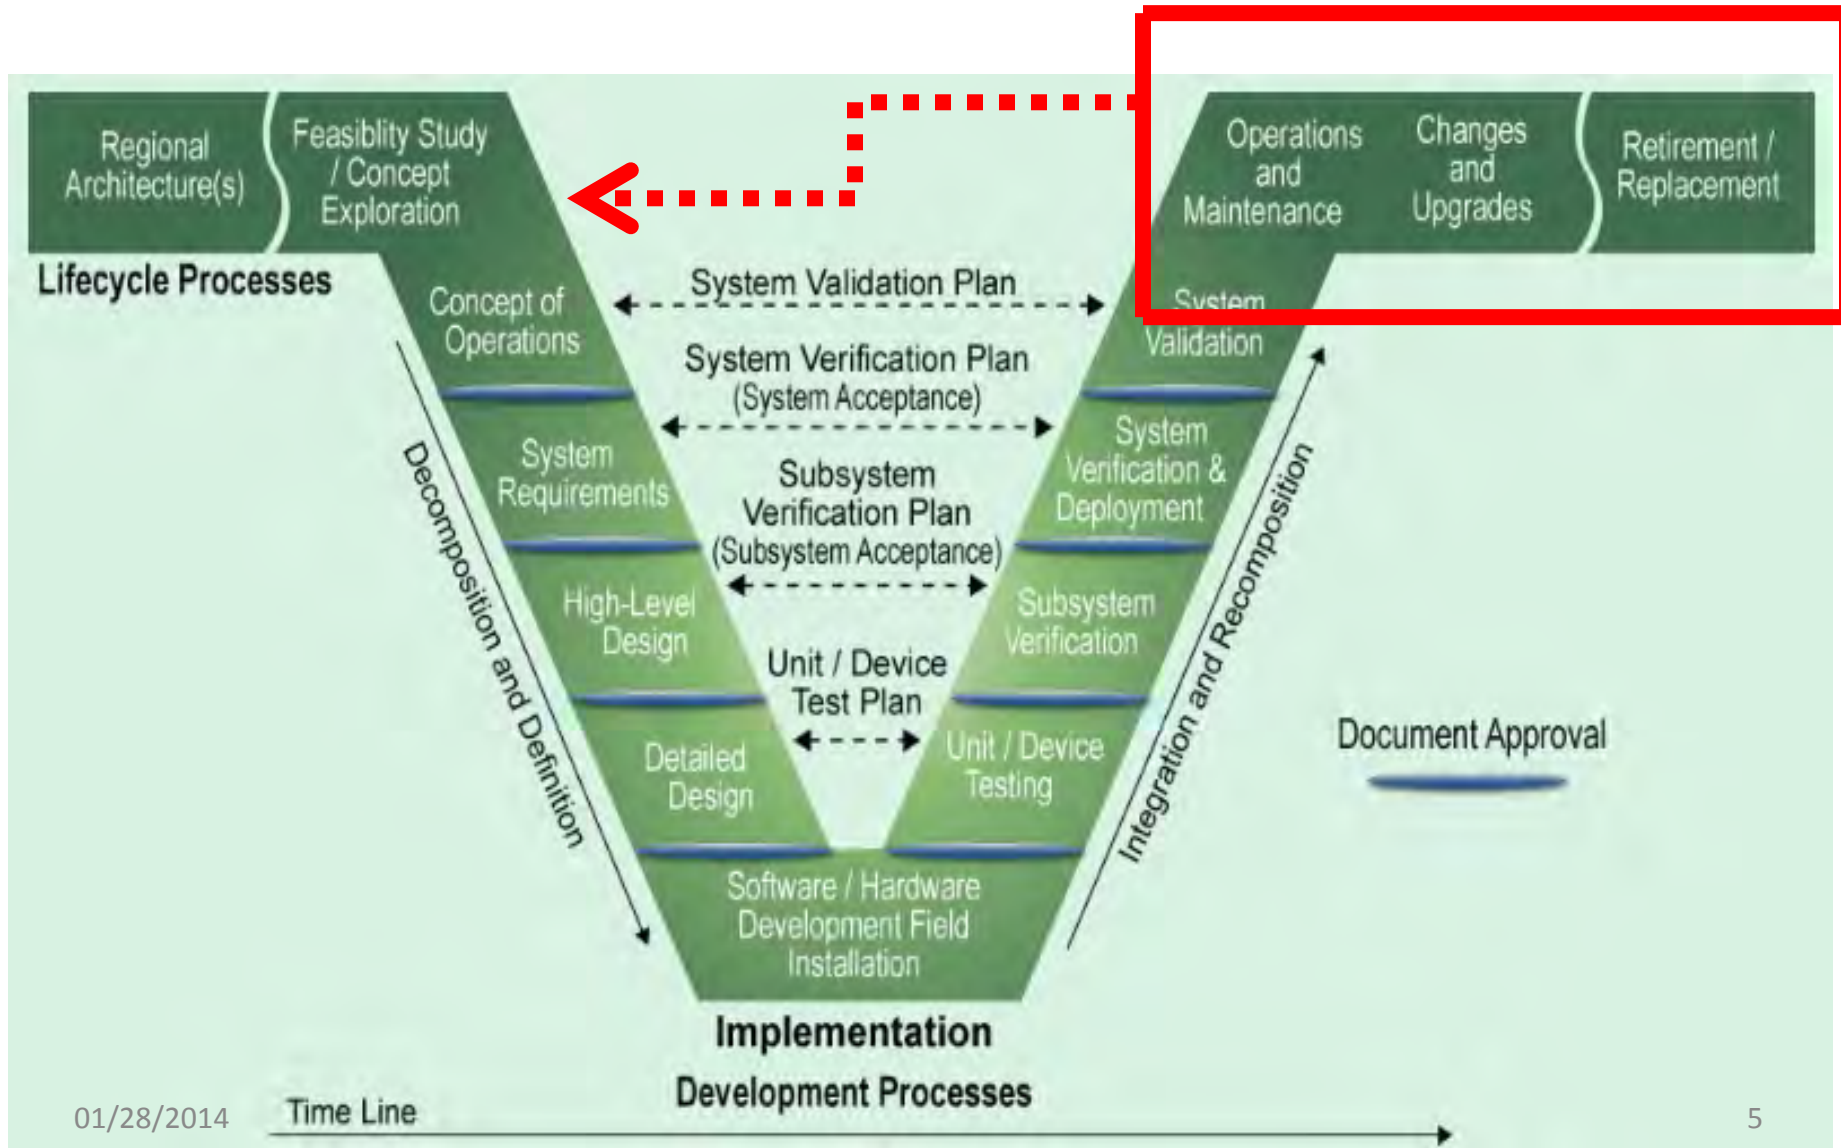 Regional
Architecture(s)
Feasiblity Study
/ Concept
Exploration
Operations
and
Maintenance
Changes
and
Upgrades
Retirement /
Replacement
Lifecycle Processes
Concept of
Operations
System Validation Plan
System
Validation
System Verification Plan
(System Acceptance)
System
Requirements
System
Verification &
Deployment
Subsystem
Verification Plan
(Subsystem Acceptance)
High-Level
Design
Subsystem
Verification
Unit / Device
Test Plan
Detailed
Design
Unit / Device
Testing
Decomposition and Definition
Integration and Recomposition
Document Approval
Software / Hardware
Development Field
Installation
Implementation
Development Processes
Time Line
01/28/2014
5